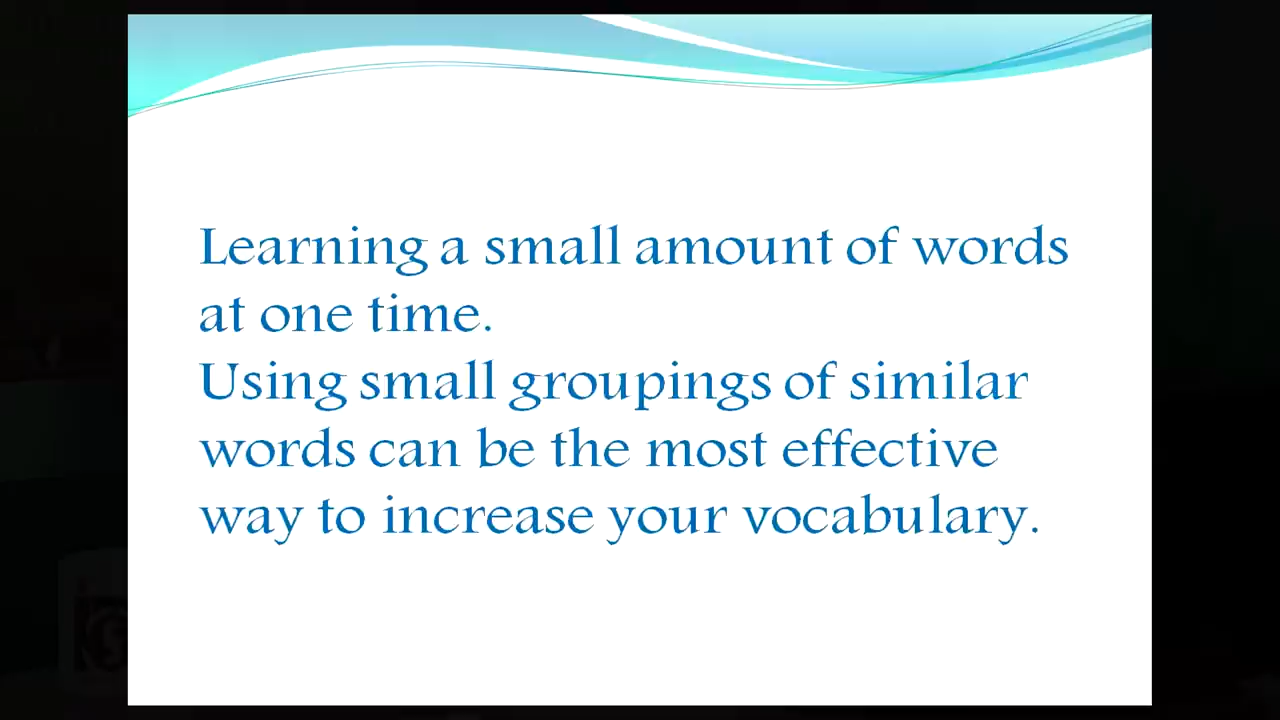 Learning a small amount of words
at one time.
Using small groupings of similar
words can be the most effective
way to increase your vocabulary.